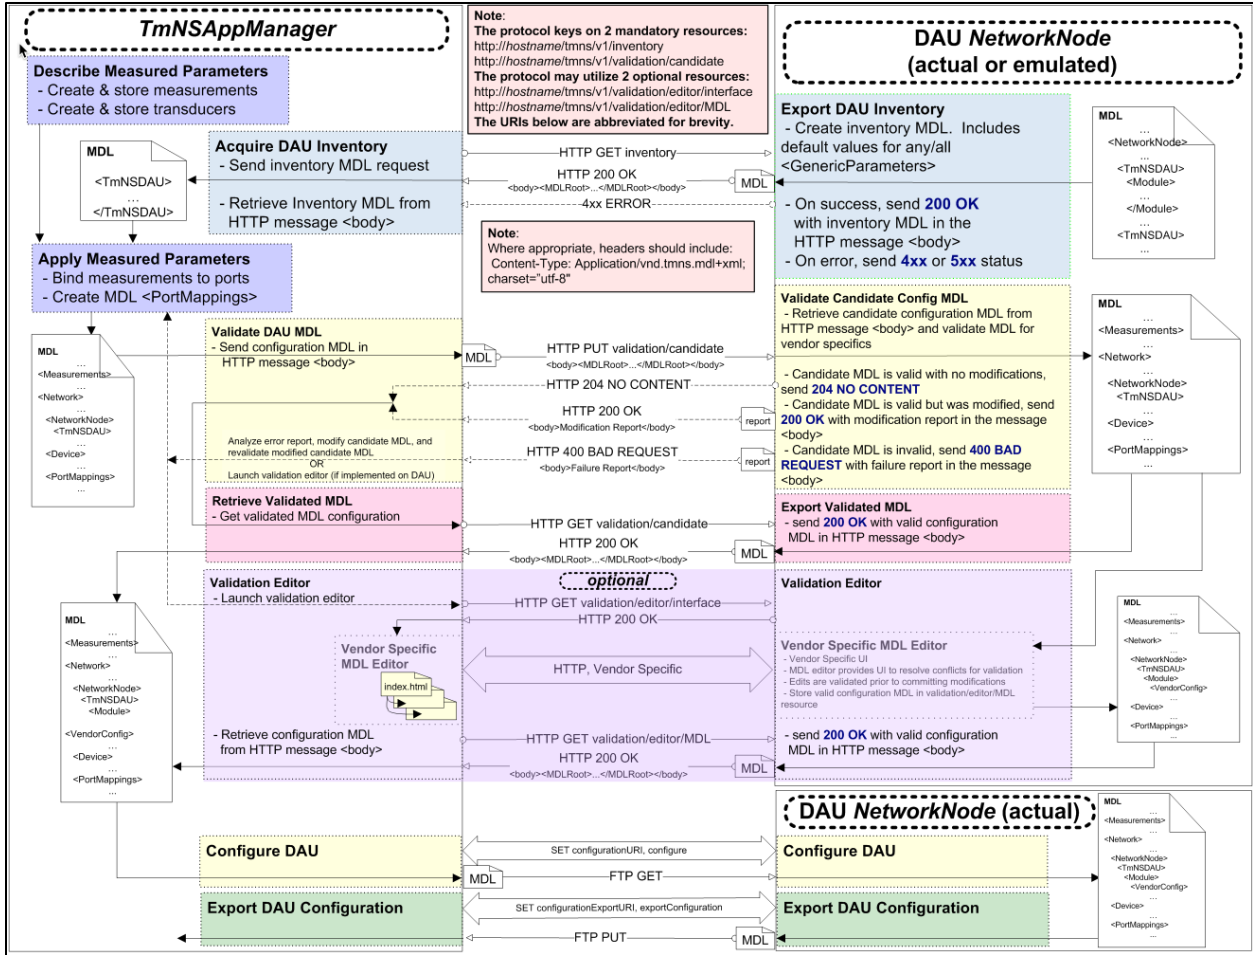 TmNSAppManager
Describe Measured Parameters
- Create & store measurements
- Create & store transducers
Note:
The protocol keys on 2 mandatory resources:
http://hostname/tmns/v1/inventory
http://hostname/tmns/v1/validation/candidate
The protocol may utilize 2 optional resources:
http://hostname/tmns/v1/validation/editor/interface
http://hostname/tmns/v1/validation/editor/MDL
The URIs below are abbreviated for brevity.
DAU NetworkNode
(actual or emulated)
MDL
<TmNSDAU>
...
</TmNSDAU>
Acquire DAU Inventory
- Send inventory MDL request
- Retrieve Inventory MDL from
HTTP message <body>
HTTP GET inventory
HTTP 200 OK
<body><MDLRoot>...</MDLRoot></body>
MDL
4xx ERROR
Export DAU Inventory
- Create inventory MDL. Includes
default values for any/all
<GenericParameters>
- On success, send 200 OK
with inventory MDL in the
HTTP message <body>
- On error, send 4xx or 5xx status
MDL
...
<NetworkNode>
...
<TmNSDAU>
<Module>
...
</Module>
...
<TmNSDAU>
Note:
Where appropriate, headers should include:
Content-Type: Application/vnd.tmns.mdl+xml;
charset="utf-8"
Apply Measured Parameters
- Bind measurements to ports
- Create MDL <PortMappings>
MDL
...
<Measurements>
...
<Network>
...
<NetworkNode>
<TmNSDAU>
...
<Device>
...
<PortMappings>
...
Validate DAU MDL
- Send configuration MDL in
HTTP message <body>
Analyze error report, modify candidate MDL, and
revalidate modified candidate MDL
OR
Launch validation editor (if implemented on DAU)
MDL
HTTP PUT validation/candidate
<body><MDLRoot>...</MDLRoot></body>
HTTP 204 NO CONTENT
HTTP 200 OK
<body>Modification Report</body>
report
HTTP 400 BAD REQUEST
<body>Failure Report</body>
report
Validate Candidate Config MDL
- Retrieve candidate configuration MDL from
HTTP message <body> and validate MDL for
vendor specifics
- Candidate MDL is valid with no modifications,
send 204 NO CONTENT
- Candidate MDL is valid but was modified, send
200 OK with modification report in the message
<body>
- Candidate MDL is invalid, send 400 BAD
REQUEST with failure report in the message
<body>
MDL
...
<Measurements>
...
<Network>
...
<NetworkNode>
<TmNSDAU>
...
<Device>
...
<PortMappings>
...
Retrieve Validated MDL
- Get validated MDL configuration
HTTP GET validation/candidate
HTTP 200 OK
<body><MDLRoot>...</MDLRoot></body>
MDL
Export Validated MDL
- send 200 OK with valid configuration
MDL in HTTP message <body>
MDL
...
<Measurements>
...
<Network>
...
<NetworkNode>
<TmNSDAU>
<Module>
...
<VendorConfig>
...
<Device>
...
<PortMappings>
...
Validation Editor
- Launch validation editor
Vendor Specific
MDL Editor
index.html
- Retrieve configuration MDL
from HTTP message <body>
optional
HTTP GET validation/editor/interface
HTTP 200 OK
HTTP, Vendor Specific
HTTP GET validation/editor/MDL
HTTP 200 OK
<body><MDLRoot>...</MDLRoot></body>
MDL
Validation Editor
Vendor Specific MDL Editor
- Vendor Specific UI
- MDL editor provides UI to resolve conflicts for validation
- Edits are validated prior to committing modifications
- Store valid configuration MDL in validation/editor/MDL
resource
- send 200 OK with valid configuration
MDL in HTTP message <body>
MDL
...
<Measurements>
...
<Network>
...
<NetworkNode>
<TmNSDAU>
<Module>
<VendorConfig>
...
<Device>
...
<PortMappings>
...
DAU NetworkNode (actual)
Configure DAU
SET configurationURI, configure
MDL
FTP GET
Configure DAU
Export DAU Configuration
SET configurationExportURI, exportConfiguration
FTP PUT
MDL
Export DAU Configuration
MDL
...
<Measurements>
...
<Network>
...
<NetworkNode>
<TmNSDAU>
<Module>
<VendorConfig>
...
<Device>
...
<PortMappings>
...